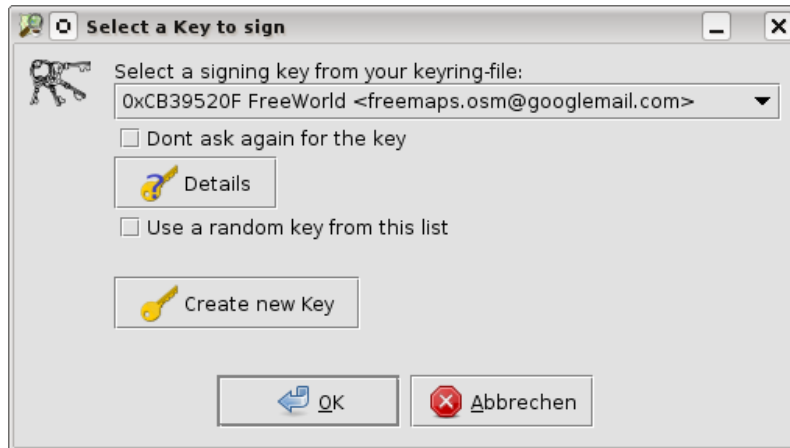 Select a Key to sign
Select a signing key from your keyring-file:
0xCB39520F FreeWorld <freemaps.osm@googlemail.com>
Dont ask again for the key
Details
Use a random key from this list
Create new Key
OK
Abbrechen